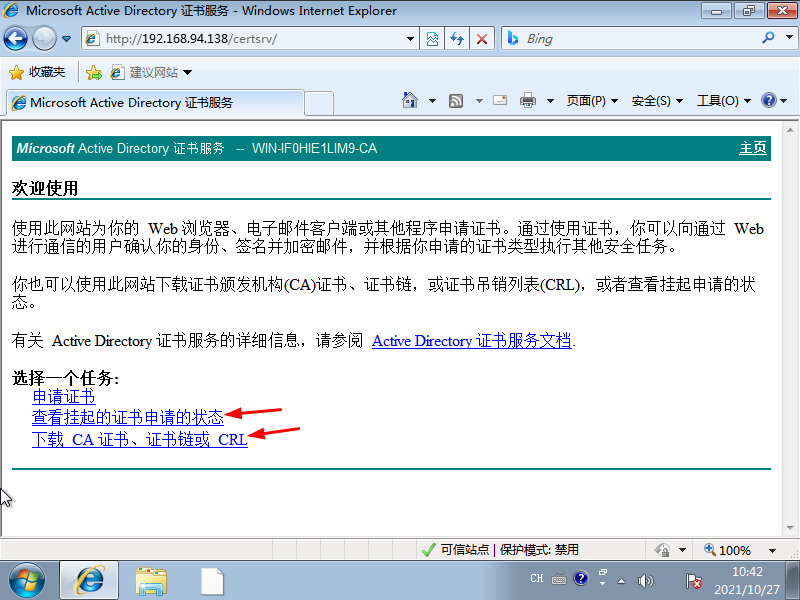 Microsoft Active Directory 证书服务 - Windows Internet Explorer
http://192.168.94.138/certsrv/
Bing
收藏夹
建议网站
Microsoft Active Directory 证书服务
页面(P)
安全(S)
工具(O)
Microsoft Active Directory 证书服务 -- WIN-IF0HIE1LIM9-CA
主页
欢迎使用
使用此网站为你的 Web 浏览器、电子邮件客户端或其他程序申请证书。通过使用证书，你可以向通过 Web
进行通信的用户确认你的身份、签名并加密邮件，并根据你申请的证书类型执行其他安全任务。
你也可以使用此网站下载证书颁发机构(CA)证书、证书链，或证书吊销列表(CRL)，或者查看挂起申请的状
态。
有关 Active Directory 证书服务的详细信息，请参阅 Active Directory 证书服务文档.
选择一个任务:
申请证书
查看挂起的证书申请的状态
下载 CA 证书、证书链或 CRL
可信站点 | 保护模式: 禁用
100%
CH
10:42
2021/10/27